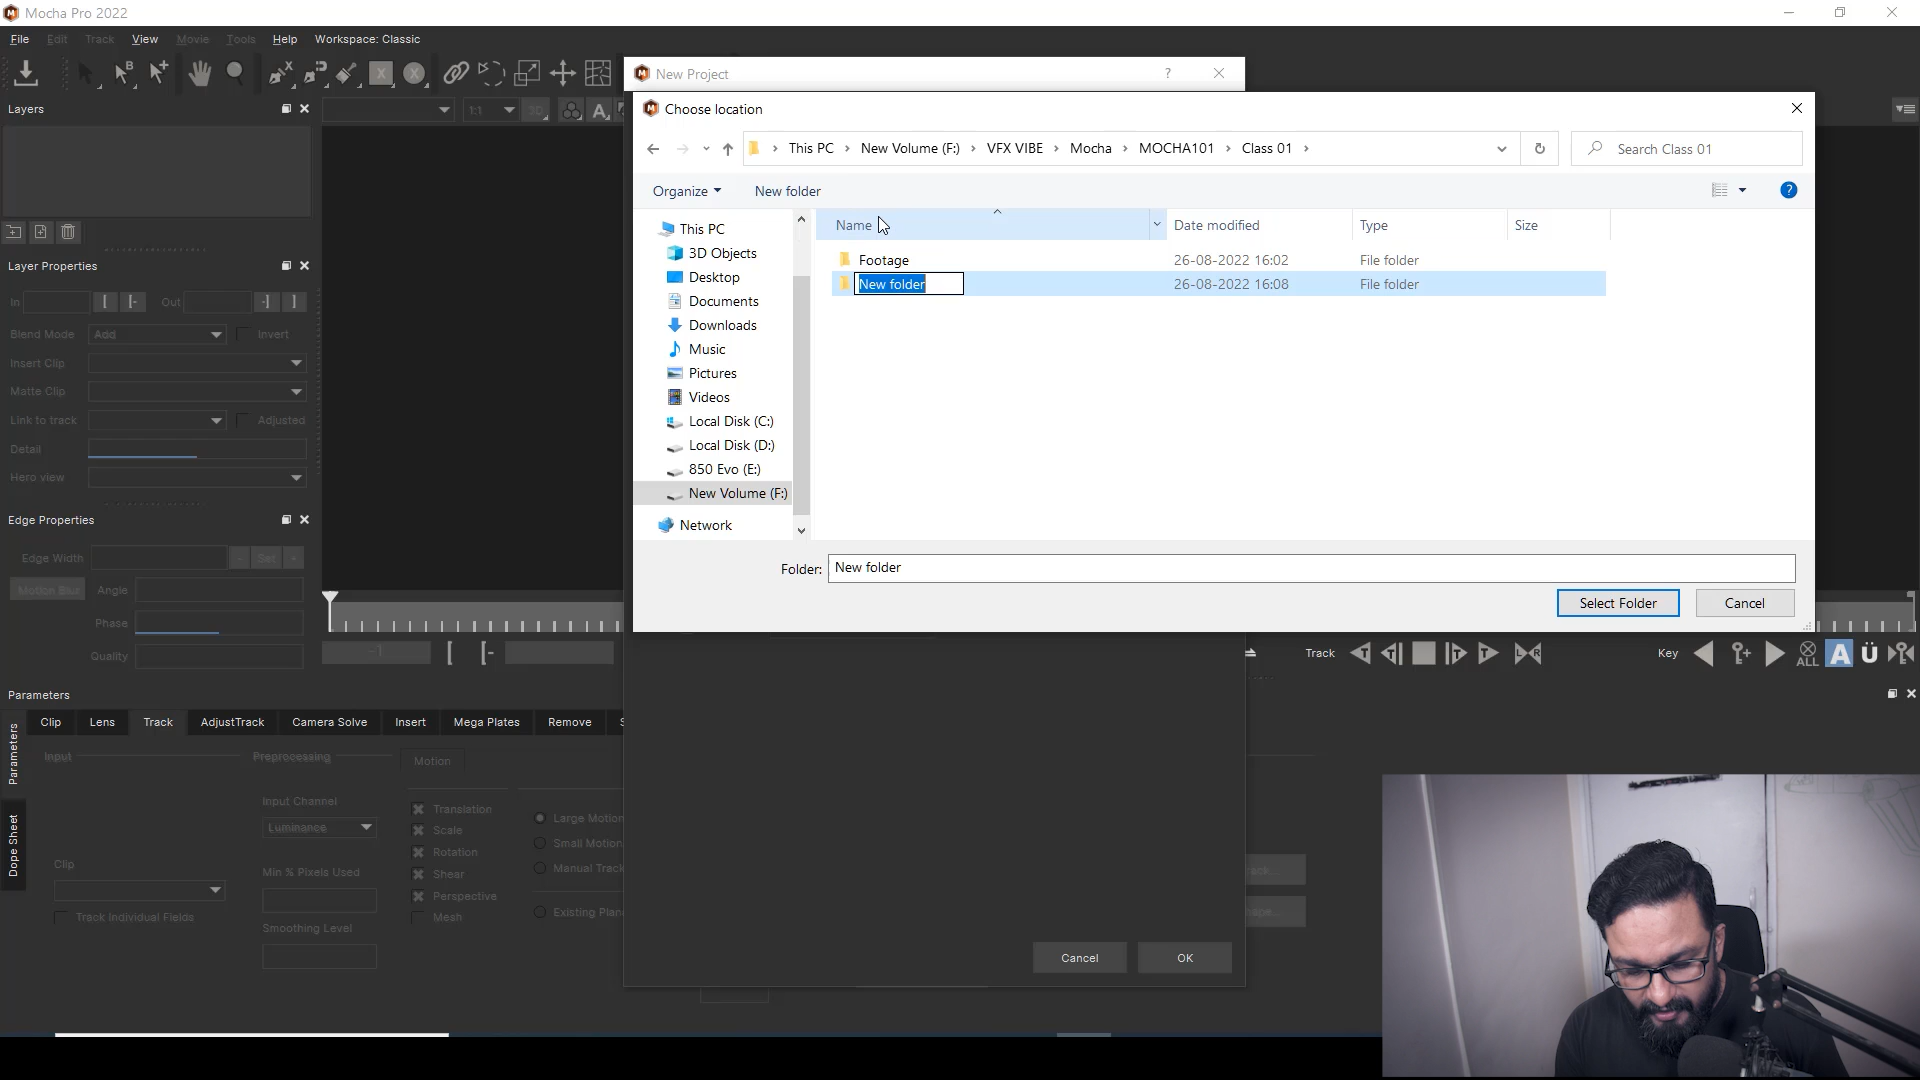 Mocha Pro 2022
File Edit Track View Movie Tools Help Workspace: Classic
New Project ?
Layers
1:1 3D
Choose location
This PC > New Volume (F:) > VFX VIBE > Mocha > MOCHA101 > Class 01 >
Search Class 01
Organize New folder
Name Date modified Type Size
This PC
3D Objects
Desktop
Documents
Downloads
Music
Pictures
Videos
Local Disk (C:)
Local Disk (D:)
850 Evo (E:)
New Volume (F:)
Network
Footage 26-08-2022 16:02 File folder
New folder 26-08-2022 16:08 File folder
Folder: New folder
Select Folder Cancel
Layer Properties
In Out
Blend Mode Add Invert
Insert Clip
Matte Clip
Link to track Adjusted
Detail
Hero view
Edge Properties
Edge Width - Set +
Motion Blur Angle
Phase
Quality
-1
Track Key ALL A Ü
Parameters
Clip Lens Track AdjustTrack Camera Solve Insert Mega Plates Remove S
Parameters
Dope Sheet
Input Preprocessing Motion
Input Channel
Luminance
Clip
Min % Pixels Used
Track Individual Fields
Smoothing Level
Translation
Scale
Rotation
Shear
Perspective
Mesh
Large Motion
Small Motion
Manual Track
Existing Plan
Cancel OK